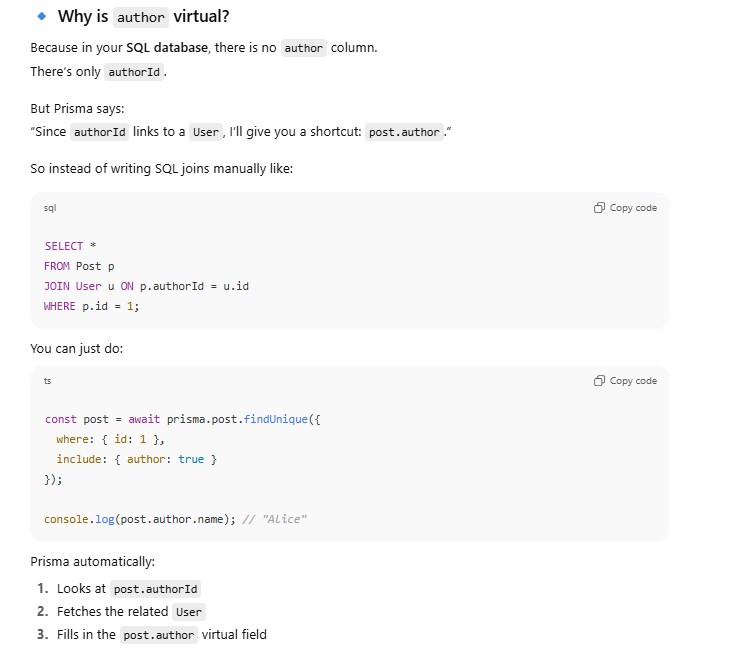 Why is author virtual?
Because in your SQL database, there is no author column.
There's only authorId.
But Prisma says:
“Since authorId links to a User, I'll give you a shortcut: post.author.”
So instead of writing SQL joins manually like:
sql
Copy code
SELECT *
FROM Post p
JOIN User u ON p.authorId = u.id
WHERE p.id = 1;
You can just do:
ts
Copy code
const post = await prisma.post.findUnique({
  where: { id: 1 },
  include: { author: true }
});
console.log(post.author.name); // "Alice"
Prisma automatically:
1. Looks at post.authorId
2. Fetches the related User
3. Fills in the post.author virtual field